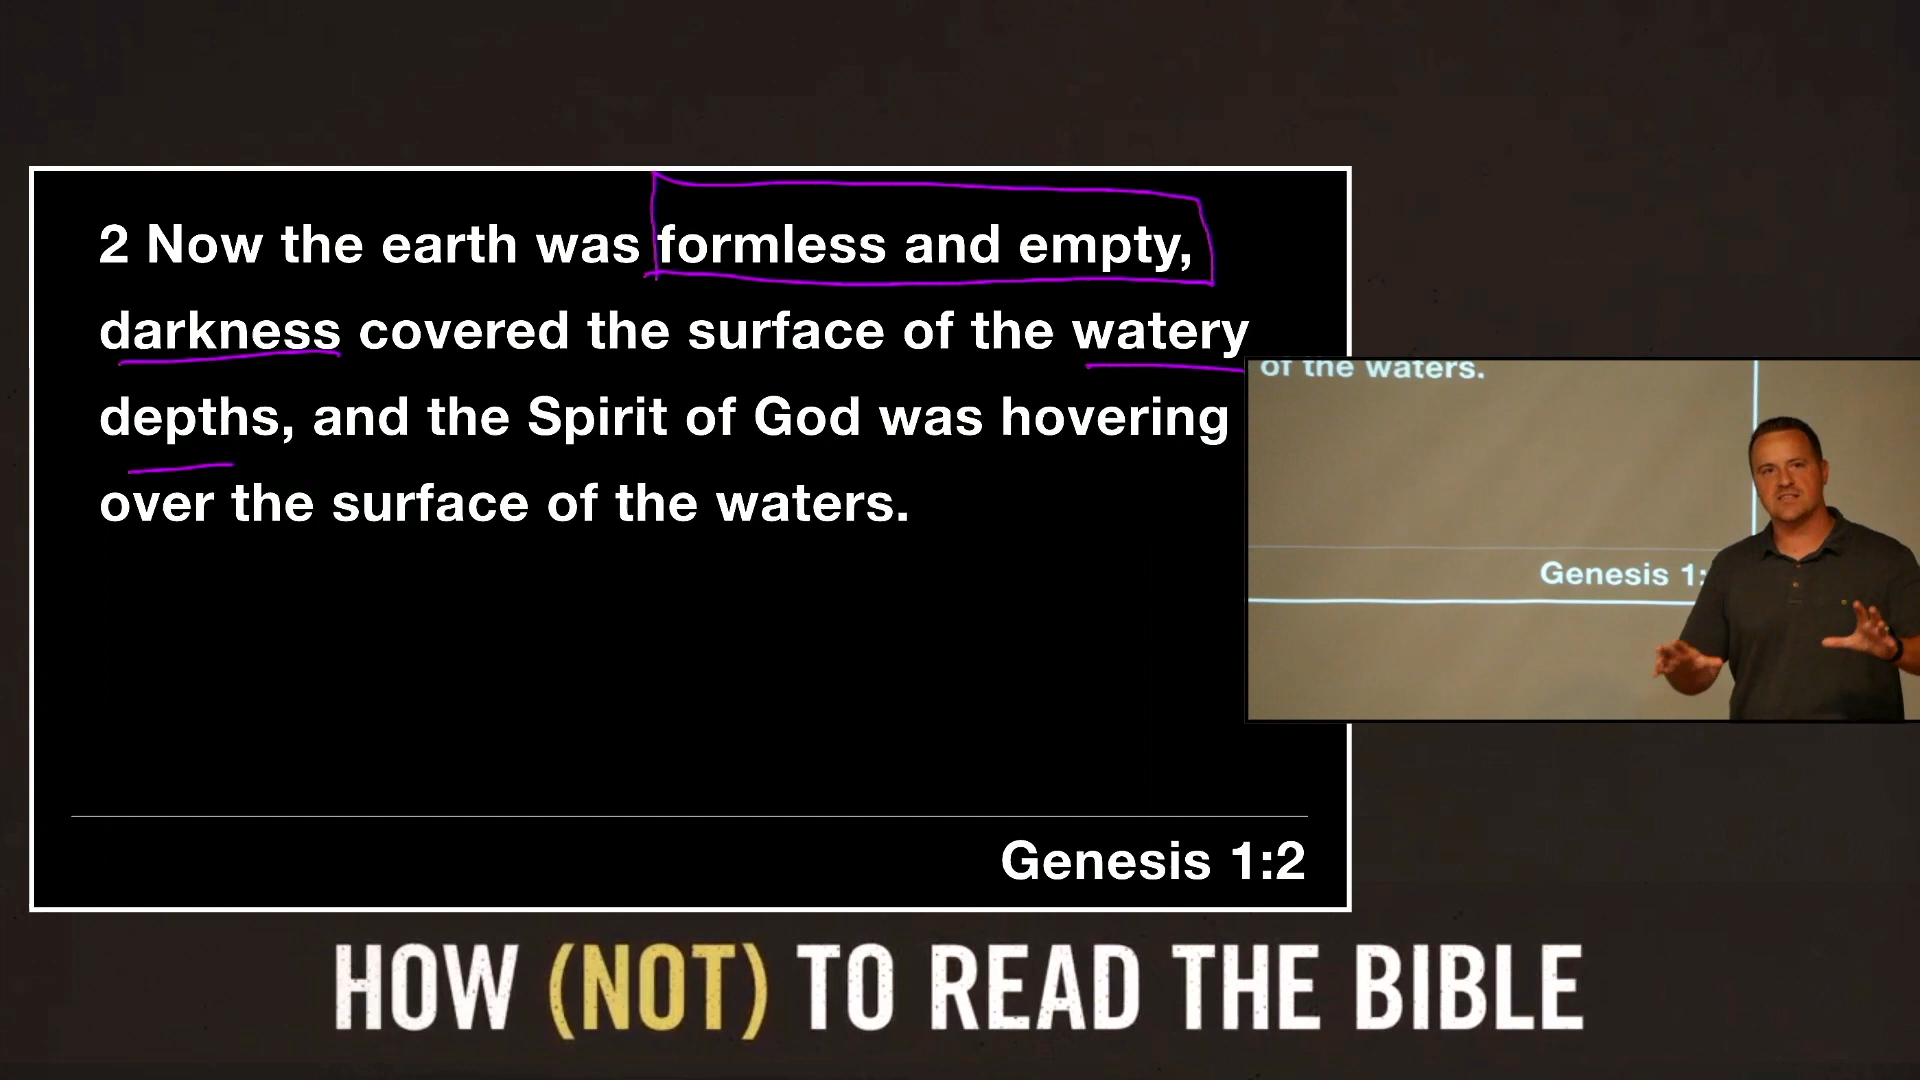 2 Now the earth was formless and empty,
darkness covered the surface of the watery
depths, and the Spirit of God was hovering
over the surface of the waters.
Genesis 1:2
of the waters.
Genesis 1:
HOW (NOT) TO READ THE BIBLE